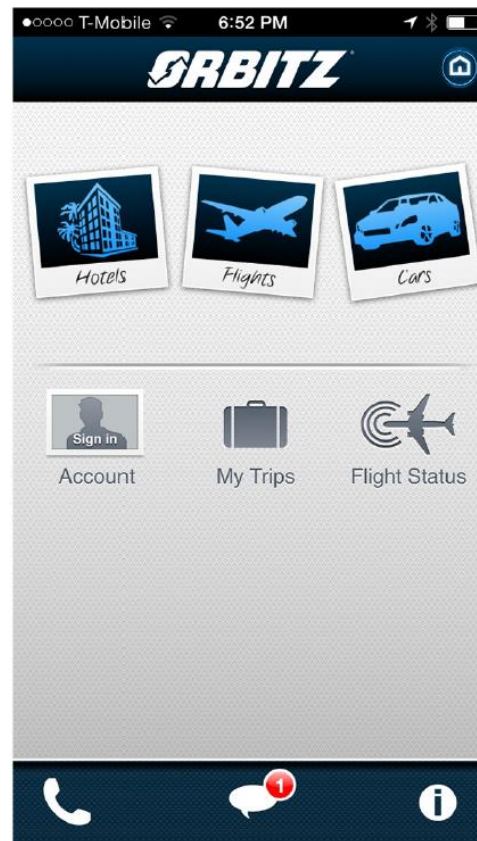 T-Mobile 6:52 PM
ORBITZ
Hotels Flights Cars
Sign in
Account My Trips Flight Status
1
i